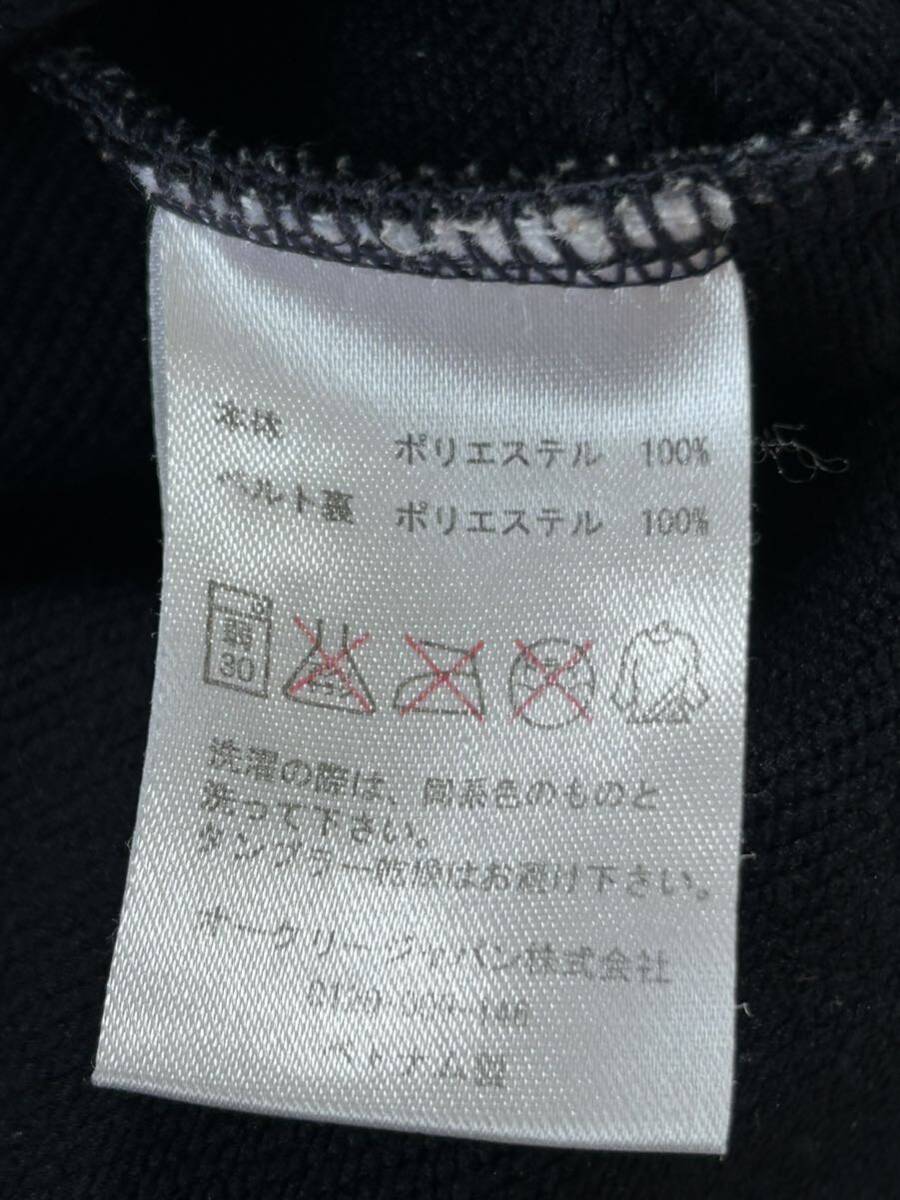 本体 ポリエステル 100%
ベルト裏 ポリエステル 100%
30
洗濯の際は、同系色のものと
洗って下さい。
タンブラー乾燥はお避け下さい。
オークリージャパン株式会社
0120-009-146
ベトナム製